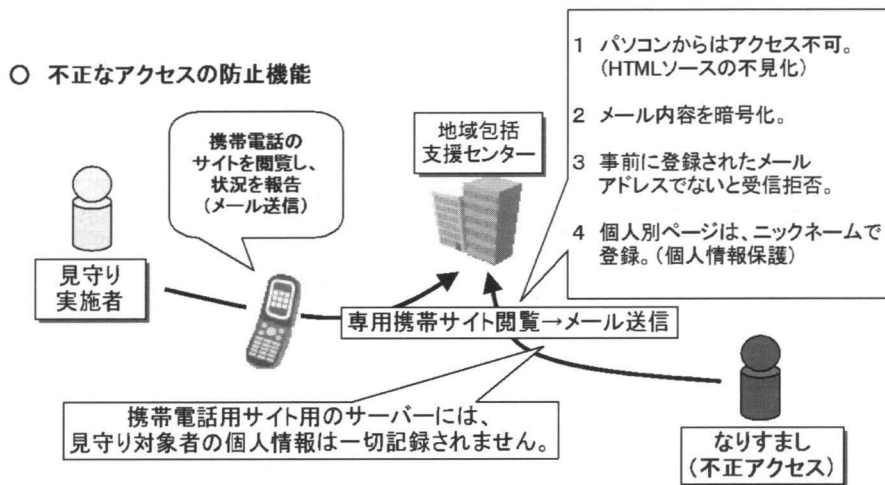 ○ 不正なアクセスの防止機能
携帯電話の
サイトを閲覧し、
状況を報告
(メール送信)
地域包括
支援センター
1 パソコンからはアクセス不可。
(HTMLソースの不見化)
2 メール内容を暗号化。
3 事前に登録されたメール
アドレスでないと受信拒否。
4 個人別ページは、ニックネームで
登録。(個人情報保護)
見守り
実施者
専用携帯サイト閲覧→メール送信
携帯電話用サイト用のサーバーには、
見守り対象者の個人情報は一切記録されません。
なりすまし
(不正アクセス)